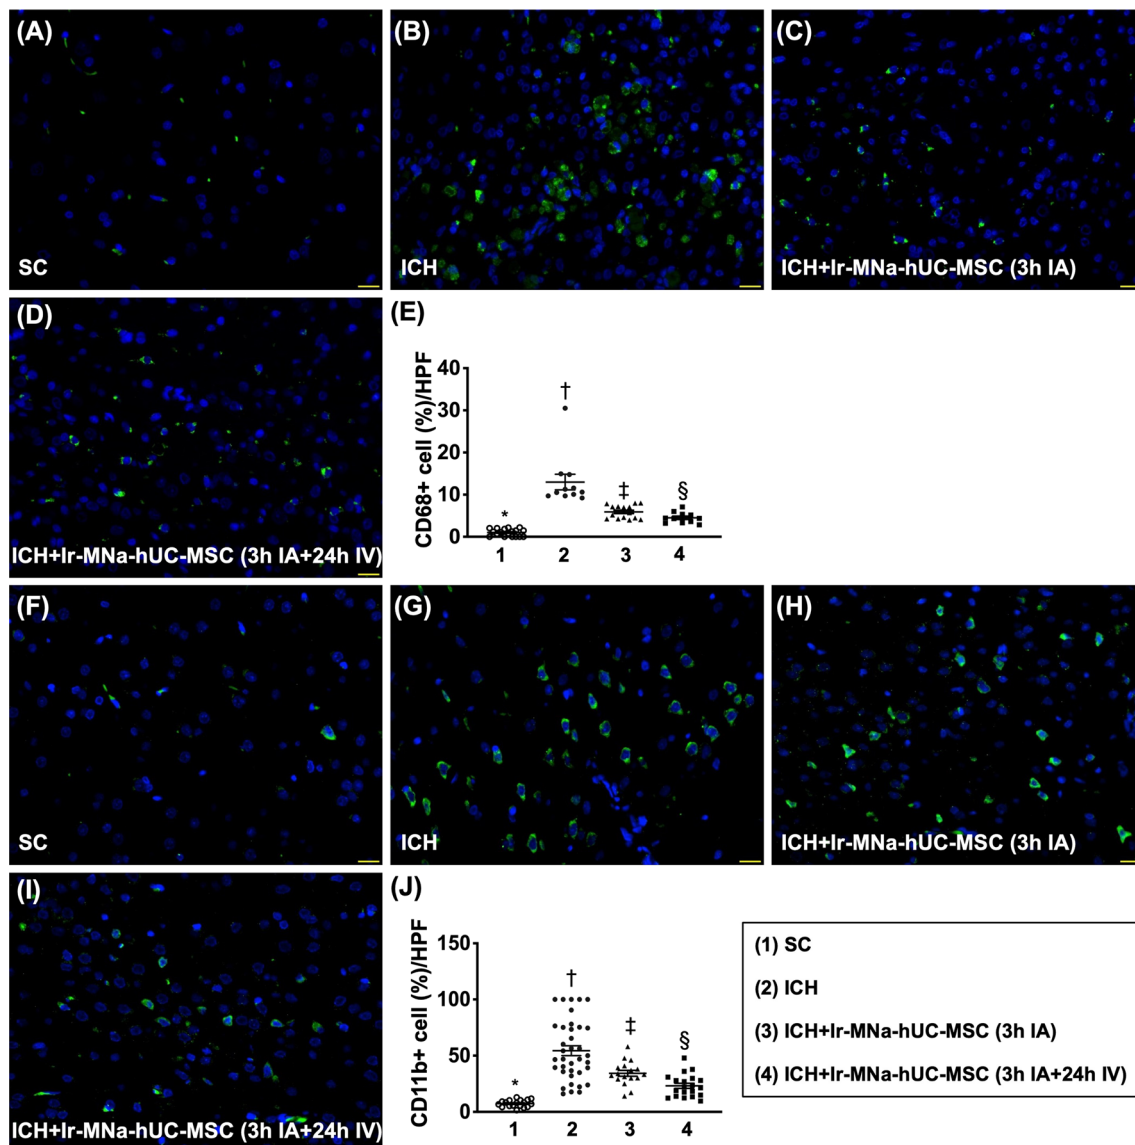 (A)
SC
(B)
ICH
(C)
ICH+Ir-MNa-hUC-MSC (3h IA)
(D)
ICH+Ir-MNa-hUC-MSC (3h IA+24h IV)
(E)
CD68+ cell (%)/HPF
40
30
20
10
0
*
†
‡
§
1 2 3 4
(F)
SC
(G)
ICH
(H)
ICH+Ir-MNa-hUC-MSC (3h IA)
(I)
ICH+Ir-MNa-hUC-MSC (3h IA+24h IV)
(J)
CD11b+ cell (%)/HPF
150
100
50
0
*
†
‡
§
1 2 3 4
(1) SC
(2) ICH
(3) ICH+Ir-MNa-hUC-MSC (3h IA)
(4) ICH+Ir-MNa-hUC-MSC (3h IA+24h IV)